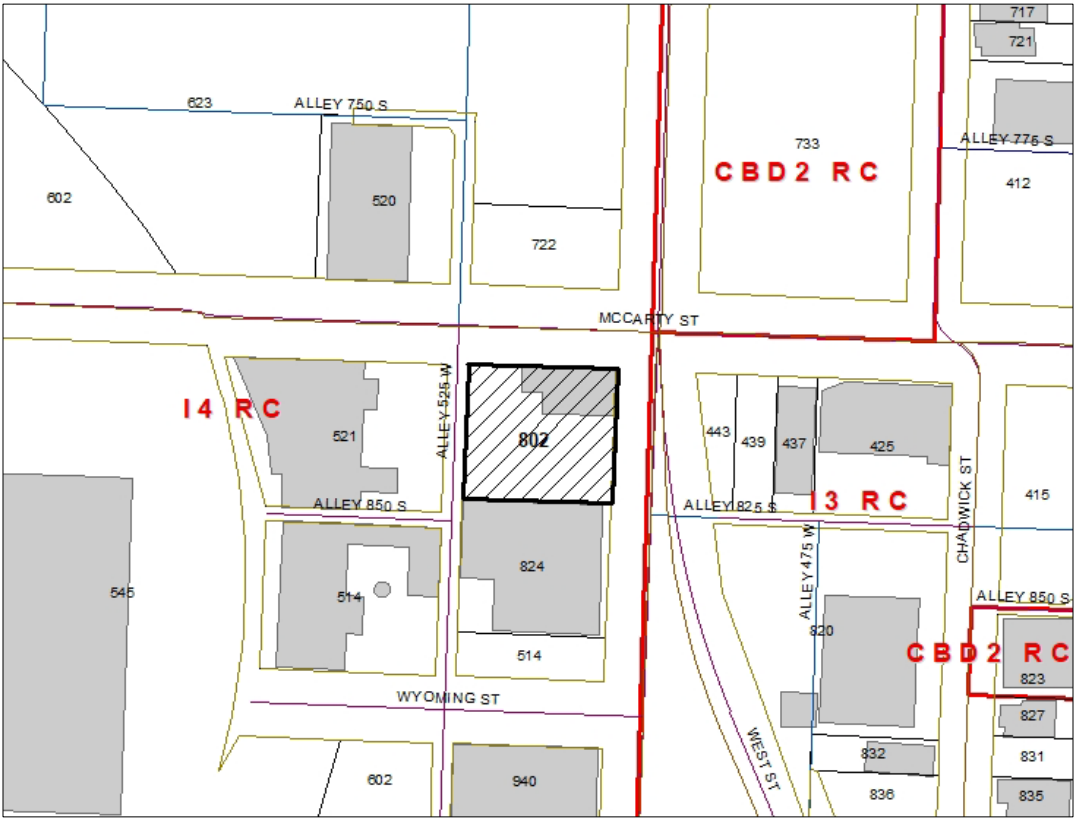 717
721
623
ALLEY 750 S
733
ALLEY 775 S
CBD2 RC
412
602
520
722
MCCARTY ST
ALLEY 525 W
I4 RC
521
802
443
439
437
425
CHADWICK ST
415
I3 RC
ALLEY 850 S
ALLEY 825 S
ALLEY 475 W
545
514
824
ALLEY 850 S
820
CBD2 RC
514
823
WYOMING ST
827
WEST ST
832
831
602
940
836
835